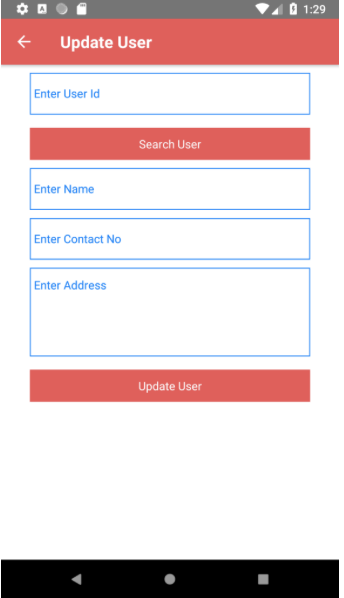 1:29
Update User
Enter User Id
Search User
Enter Name
Enter Contact No
Enter Address
Update User